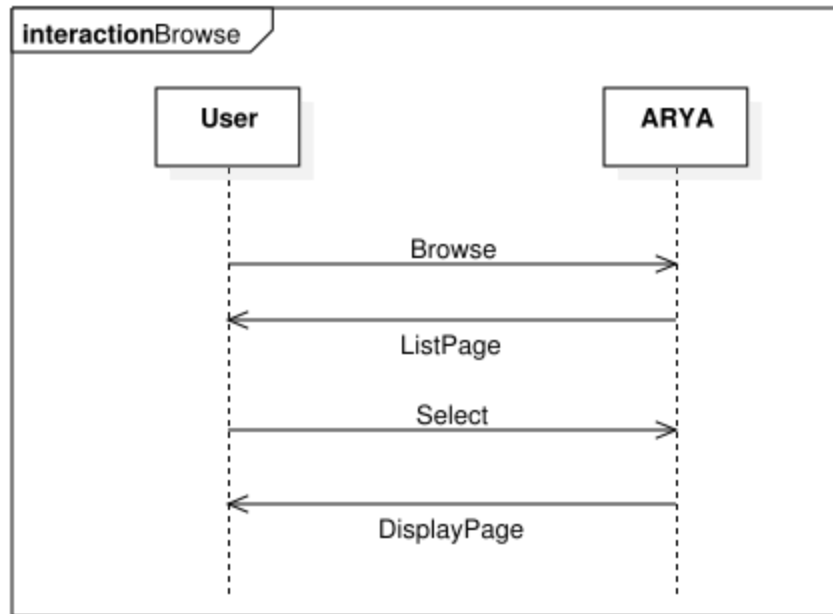 interactionBrowse
User
ARYA
Browse
ListPage
Select
DisplayPage